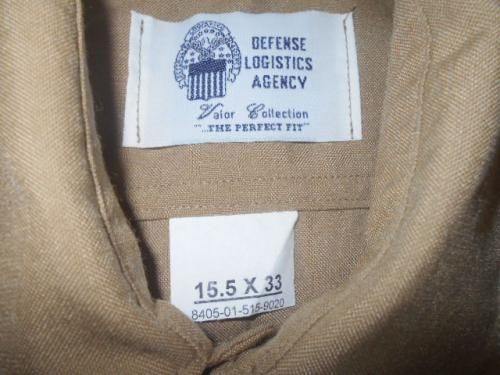 DEFENSE
LOGISTICS
AGENCY
Valor Collection
"...THE PERFECT FIT"
15.5 X 33
8405-01-515-9020